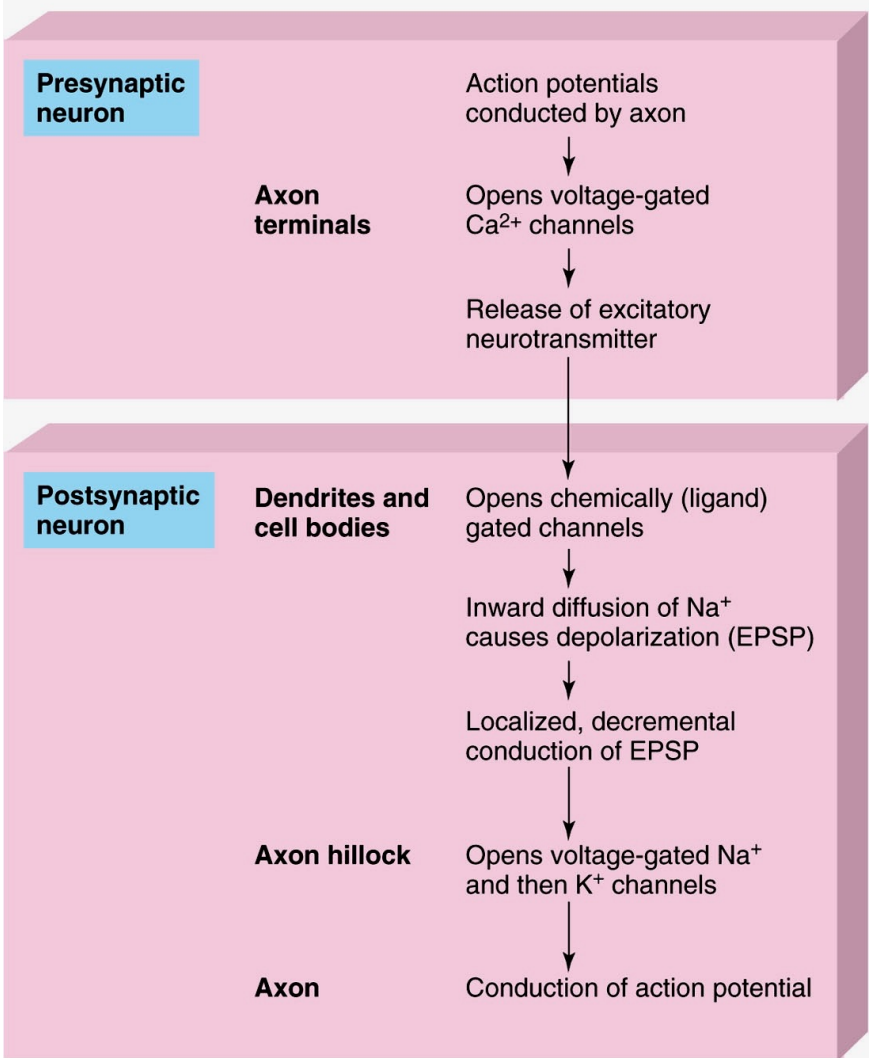 Presynaptic
neuron
Action potentials
conducted by axon
Axon
terminals
Opens voltage-gated
Ca²⁺ channels
Release of excitatory
neurotransmitter
Postsynaptic
neuron
Dendrites and
cell bodies
Opens chemically (ligand)
gated channels
Inward diffusion of Na⁺
causes depolarization (EPSP)
Localized, decremental
conduction of EPSP
Axon hillock
Opens voltage-gated Na⁺
and then K⁺ channels
Axon
Conduction of action potential